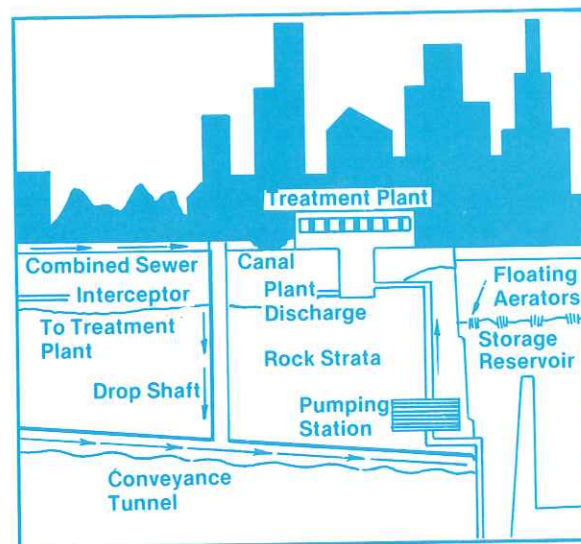 Treatment Plant
Combined Sewer
Canal
Floating
Aerators
Interceptor
Plant
Discharge
To Treatment
Plant
Storage
Reservoir
Rock Strata
Drop Shaft
Pumping
Station
Conveyance
Tunnel